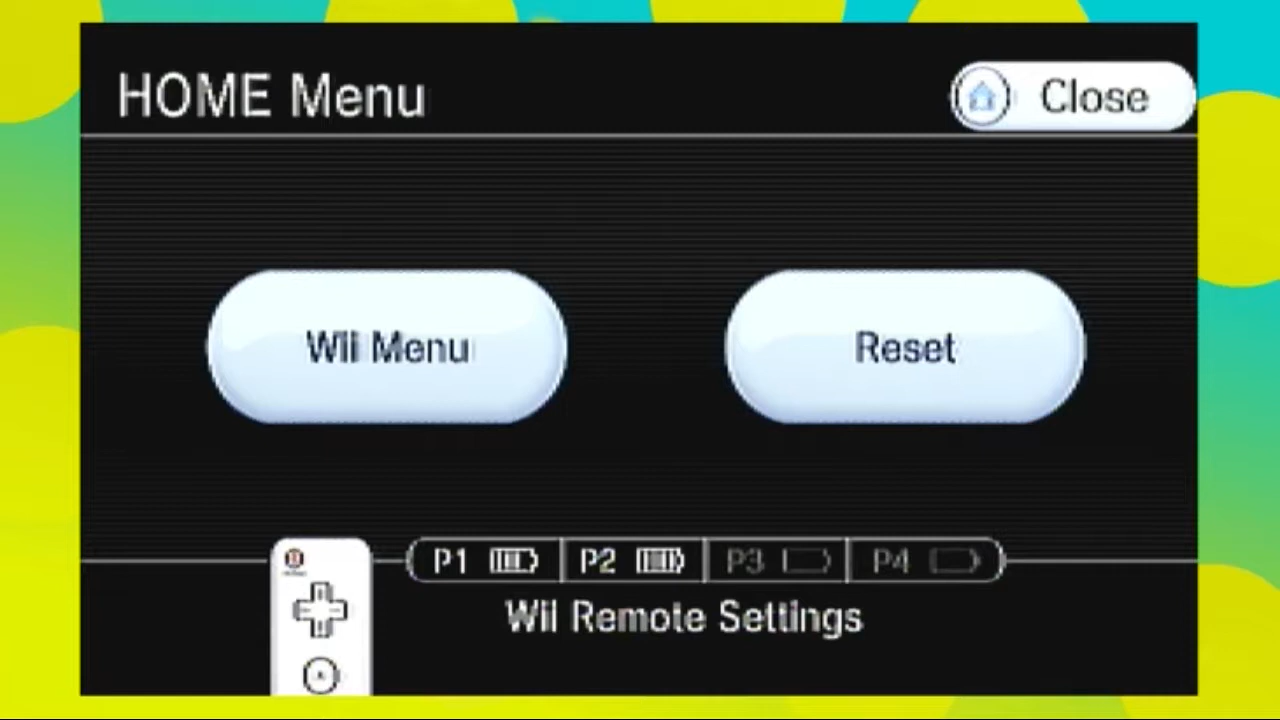 HOME Menu
Close
Wii Menu
Reset
P1 P2 P3 P4
Wii Remote Settings